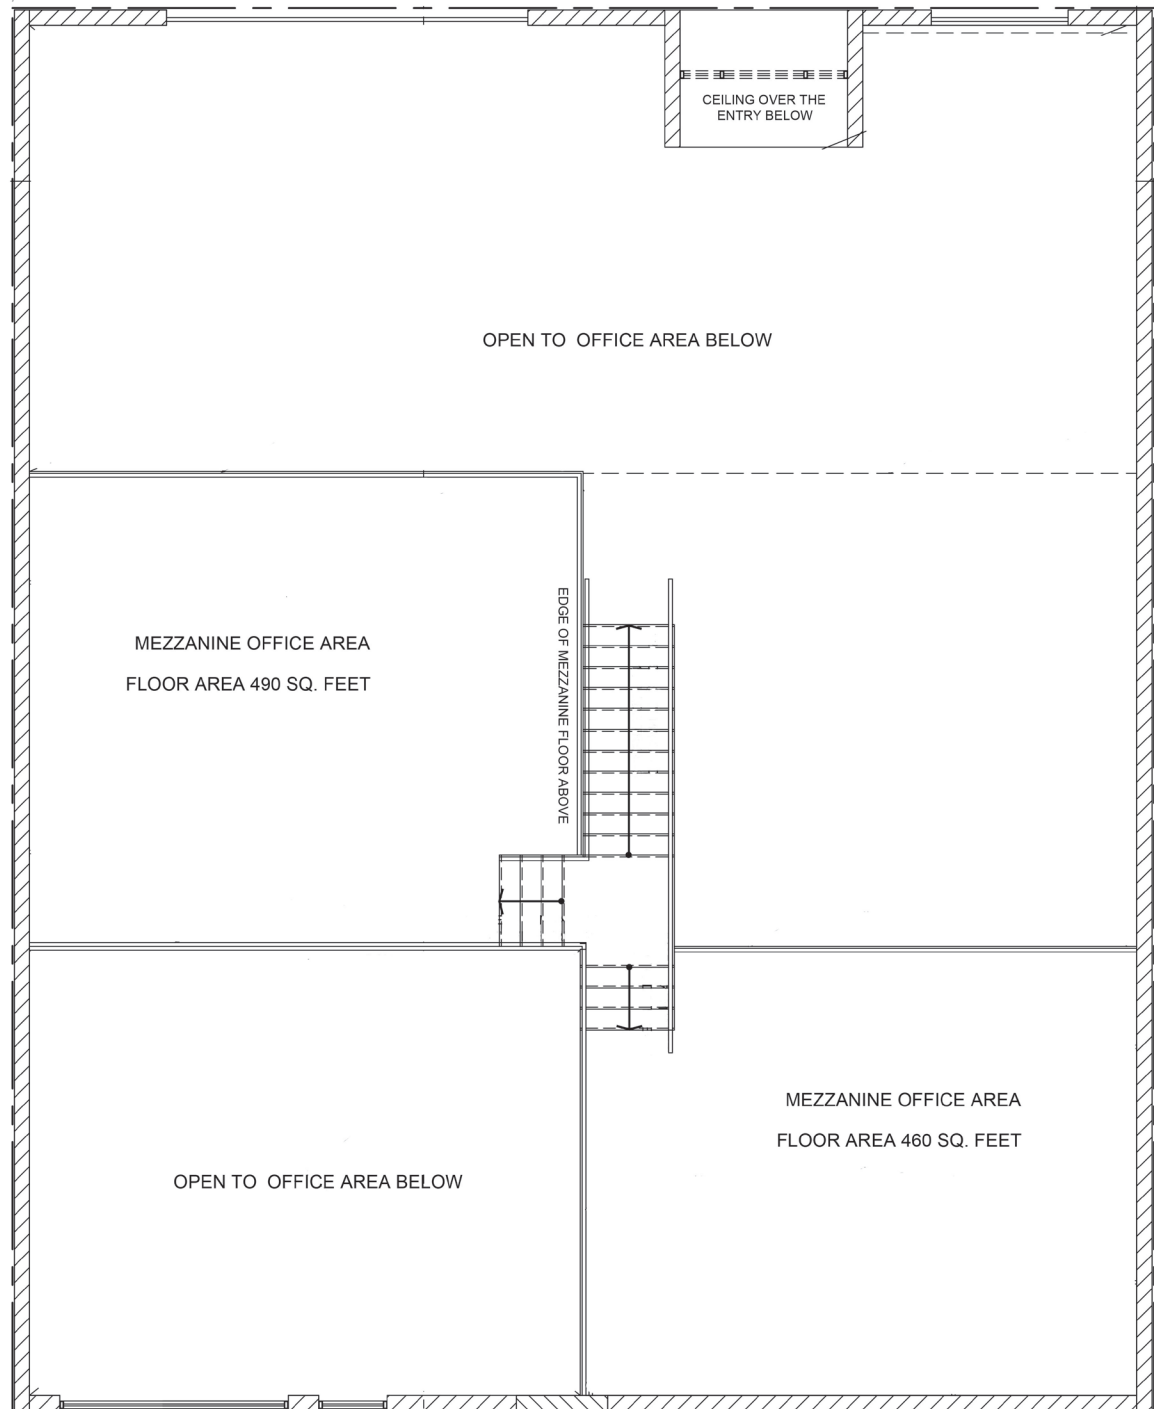 CEILING OVER THE
ENTRY BELOW
OPEN TO OFFICE AREA BELOW
MEZZANINE OFFICE AREA
FLOOR AREA 490 SQ. FEET
EDGE OF MEZZANINE FLOOR ABOVE
MEZZANINE OFFICE AREA
FLOOR AREA 460 SQ. FEET
OPEN TO OFFICE AREA BELOW